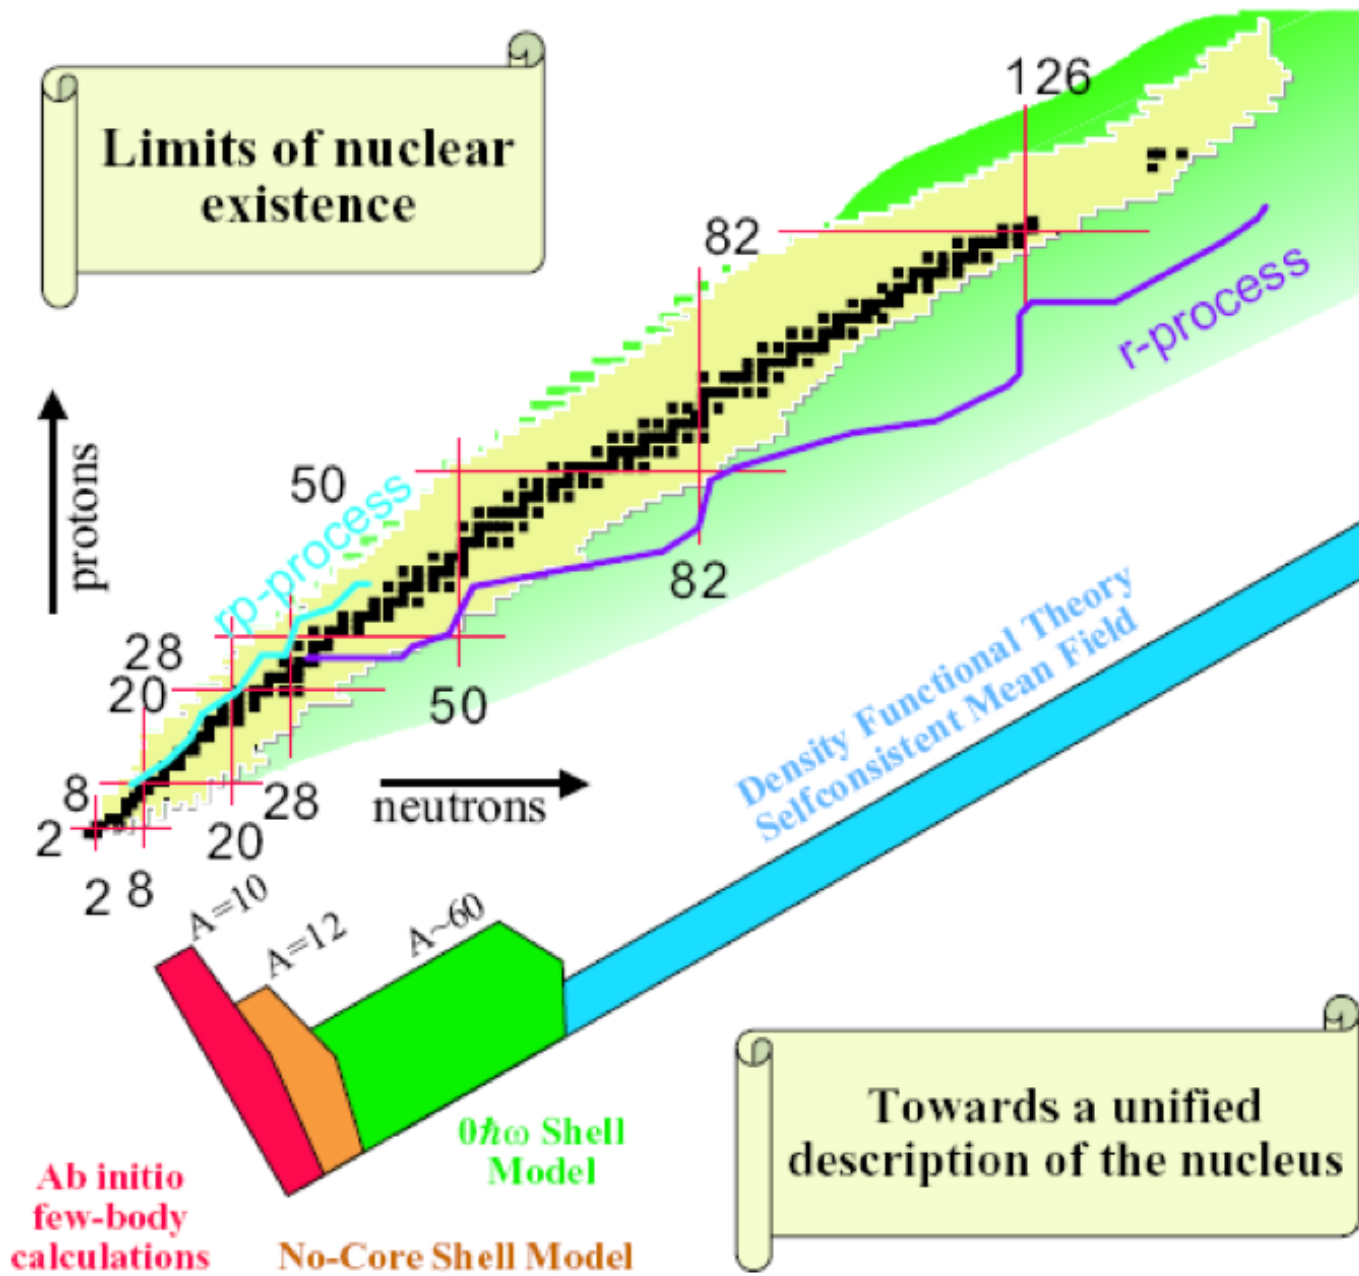 Limits of nuclear
existence
126
82
r-process
50
protons
rp-process
82
28
20
50
8
28
neutrons
2
20
2 8
Density Functional Theory
Selfconsistent Mean Field
A=10
A=12
A~60
0ħω Shell
Model
Ab initio
few-body
calculations
No-Core Shell Model
Towards a unified
description of the nucleus